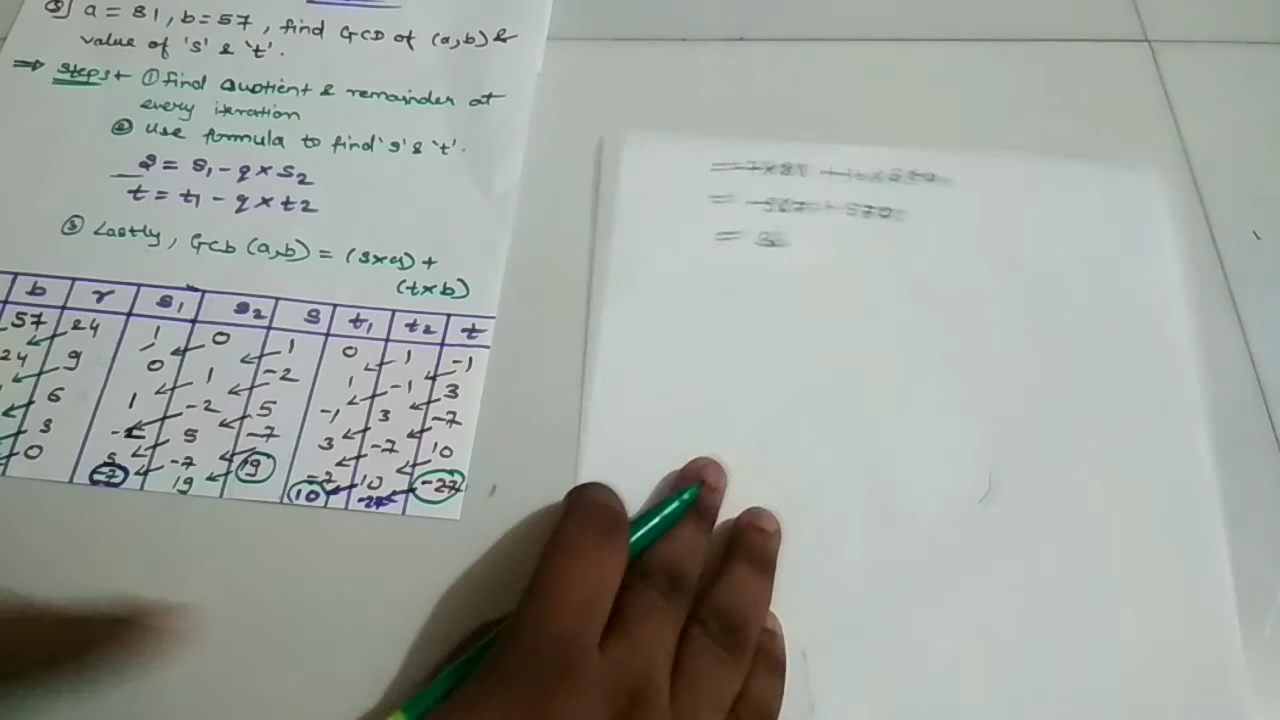 ③ a = 81, b = 57, find GCD of (a,b) &
value of 's' & 't'.
⇒ Steps ① find Quotient & remainder at
every iteration
② Use formula to find 's' & 't'.
S = S₁ - q × S₂
t = t₁ - q × t₂
③ Lastly, GCD (a,b) = (s×a) +
(t×b)
b r S₁ S₂ S t₁ t₂ t
57 24 1 0 1 0 1 -1
24 9 0 1 -2 1 -1 3
6 1 -2 5 -1 3 -7
3 -2 5 -7 3 -7 10
0 5 -7 19 -7 10 -27
-7 19 10 -27
= -7×81 + 10×570
= -567 + 570
= 3